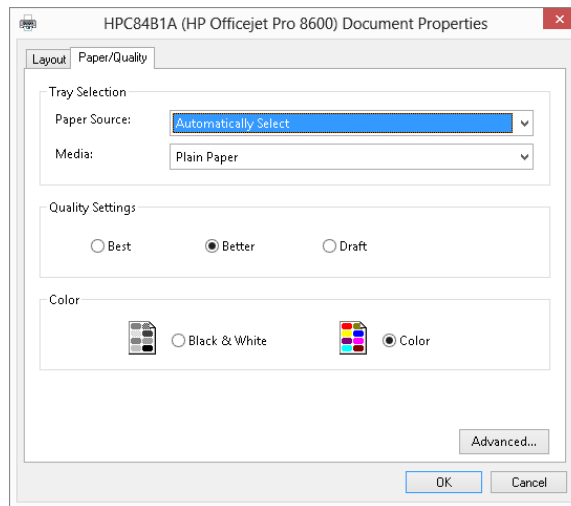 HPC84B1A (HP Officejet Pro 8600) Document Properties
Layout Paper/Quality
Tray Selection
Paper Source: Automatically Select
Media: Plain Paper
Quality Settings
Best Better Draft
Color
Black & White Color
Advanced...
OK Cancel